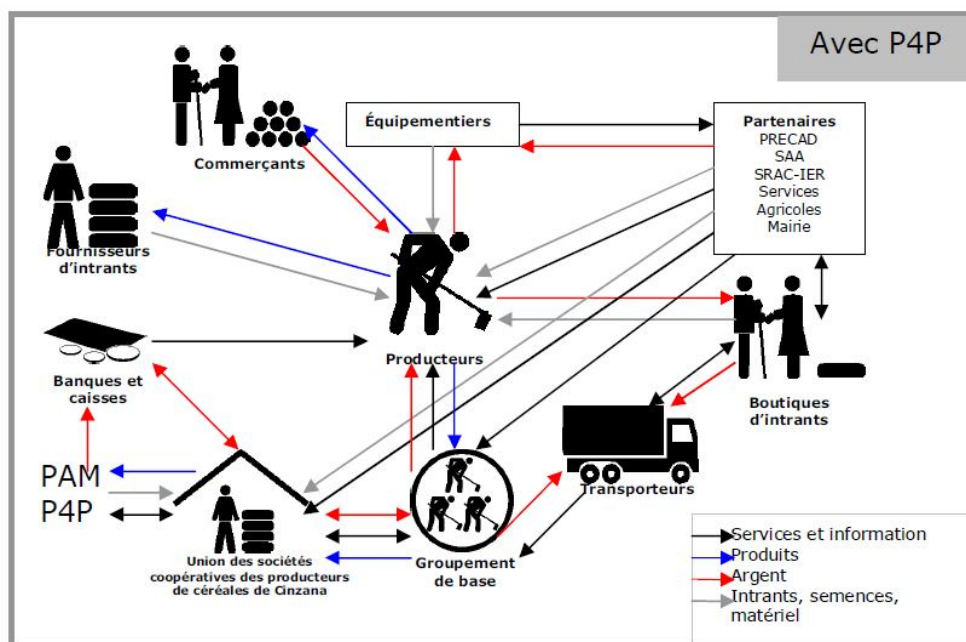 Avec P4P
Commerçants
Équipementiers
Partenaires
PRECAD
SAA
SRAC-IER
Services
Agricoles
Mairie
Fournisseurs
d'intrants
Producteurs
Banques et
caisses
Boutiques
d'intrants
PAM
P4P
Transporteurs
Union des sociétés
coopératives des producteurs
de céréales de Cinzana
Groupement
de base
Services et information
Produits
Argent
Intrants, semences,
matériel